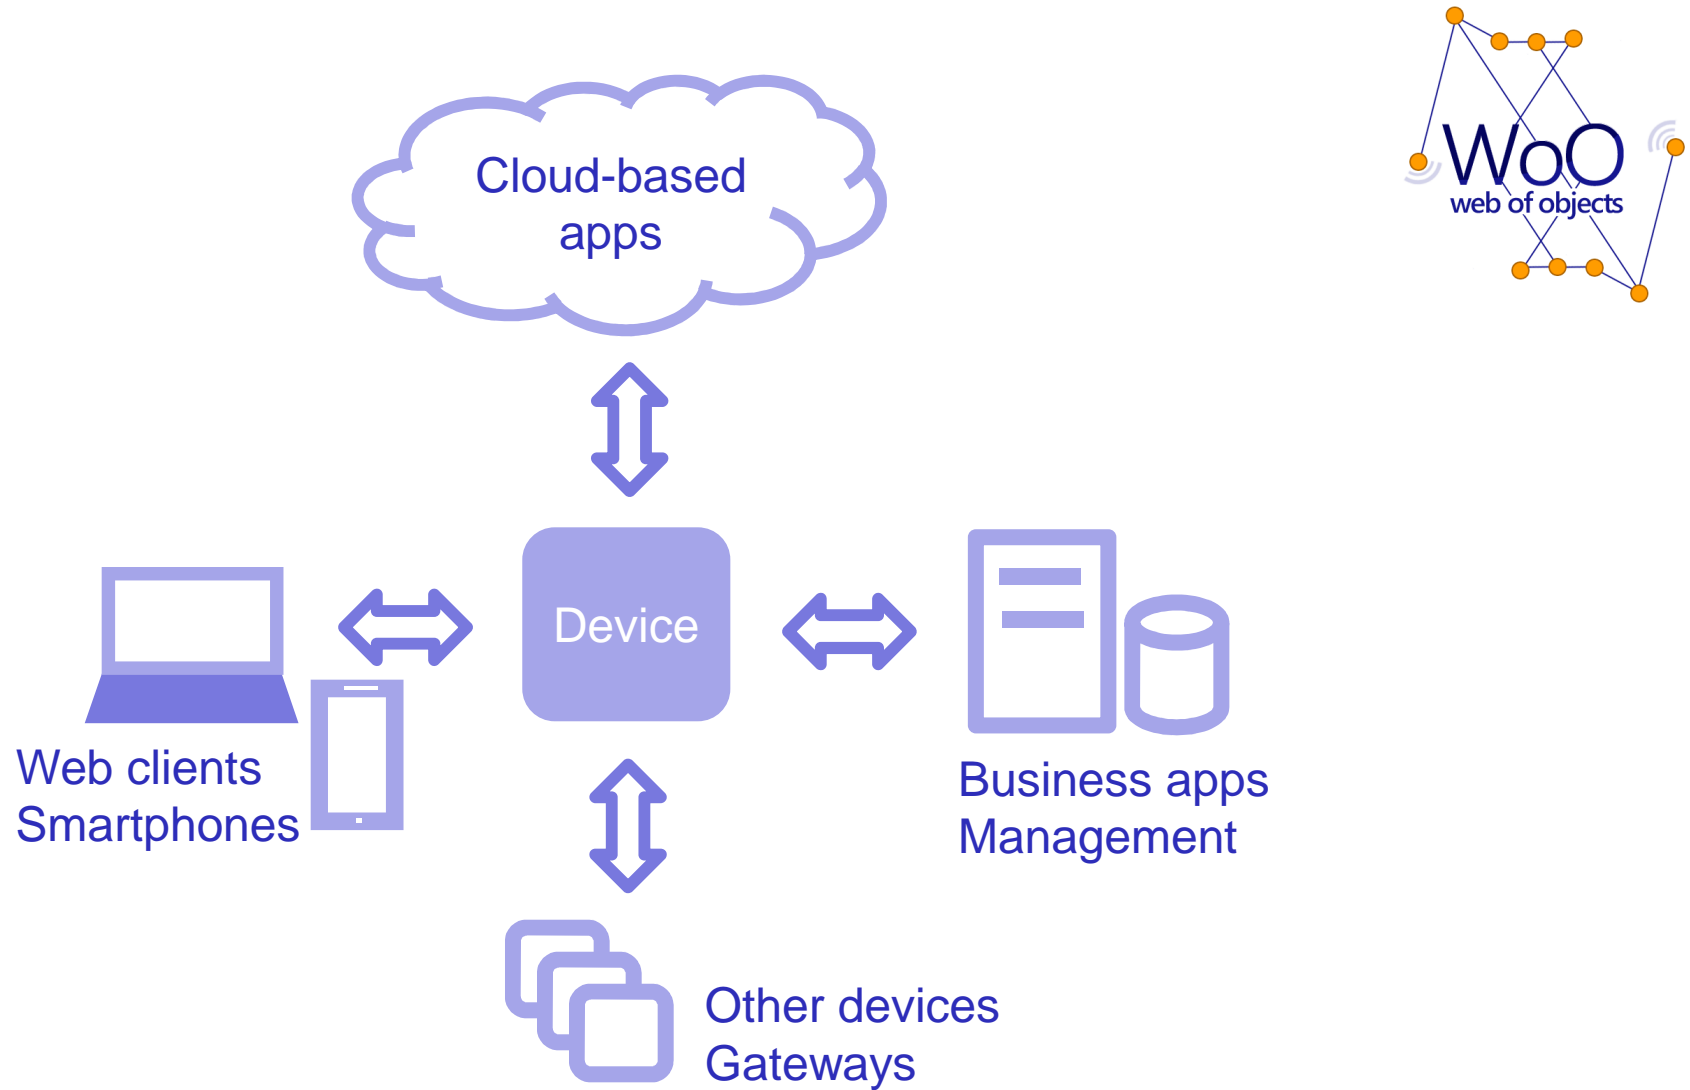 Cloud-based
apps
WoO
web of objects
Device
Web clients
Smartphones
Business apps
Management
Other devices
Gateways